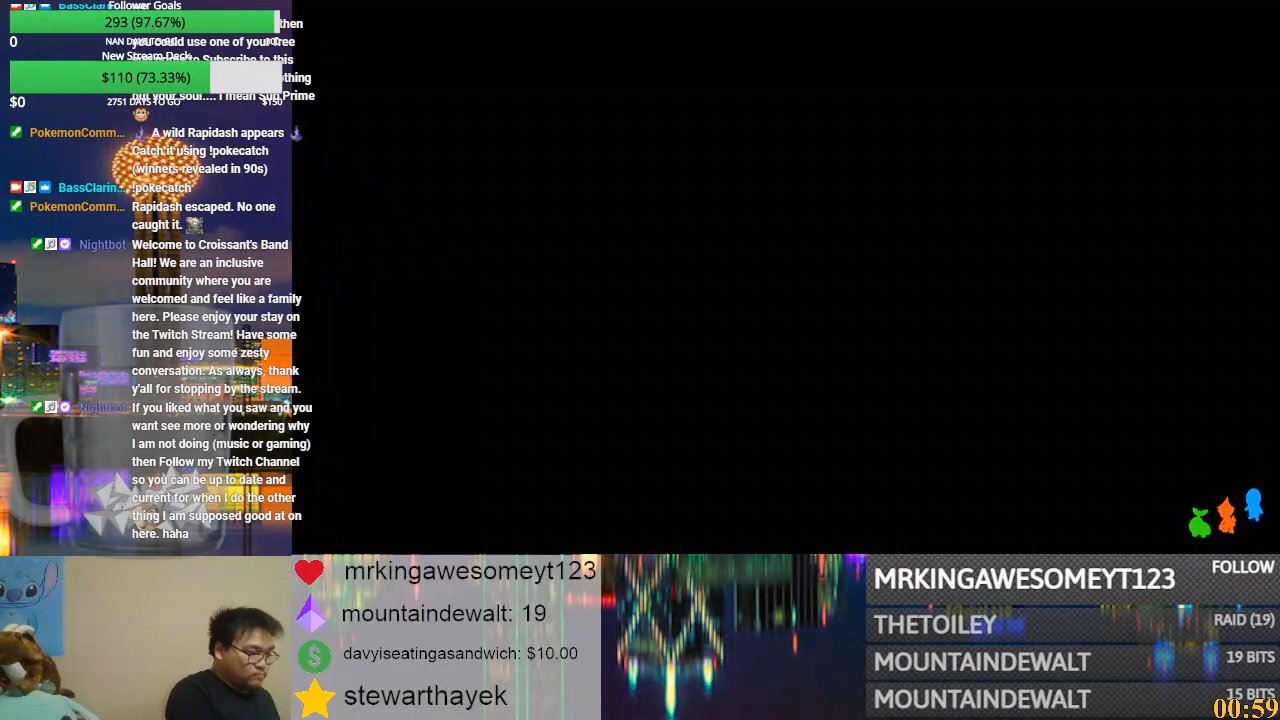 BassClarin
Follower Goals
293 (97.67%)
then
0
NAN DAYS TO GO
you could use one of your free
New Stream Deck
to Subscribe to this
$110 (73.33%)
but your soul.... I mean Sub Prime
$0
2751 DAYS TO GO
$150
PokemonComm... A wild Rapidash appears
Catch it using !pokecatch
(winners revealed in 90s)
BassClarin... !pokecatch
PokemonComm... Rapidash escaped. No one
caught it.
Nightbot Welcome to Croissant's Band
Hall! We are an inclusive
community where you are
welcomed and feel like a family
here. Please enjoy your stay on
the Twitch Stream! Have some
fun and enjoy some zesty
conversation. As always, thank
y'all for stopping by the stream.
Nightbot If you liked what you saw and you
want see more or wondering why
I am not doing (music or gaming)
then Follow my Twitch Channel
so you can be up to date and
current for when I do the other
thing I am supposed good at on
here. haha
mrkingawesomeyt123
mountaindewalt: 19
davyiseatingasandwich: $10.00
stewarthayek
MRKINGAWESOMEYT123 FOLLOW
THETOILEY RAID (19)
MOUNTAINDEWALT 19 BITS
MOUNTAINDEWALT 15 BITS
00:59